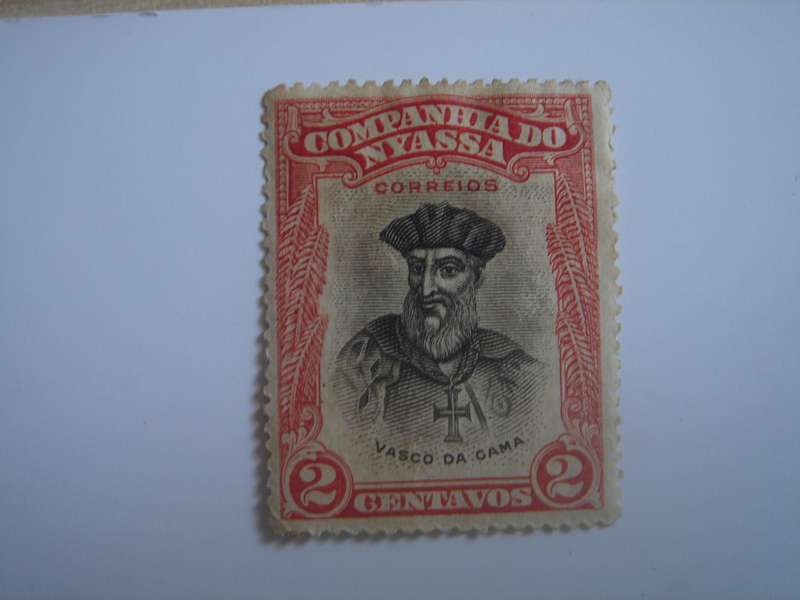 COMPANHIA DO
NYASSA
CORREIOS
VASCO DA GAMA
2 CENTAVOS 2